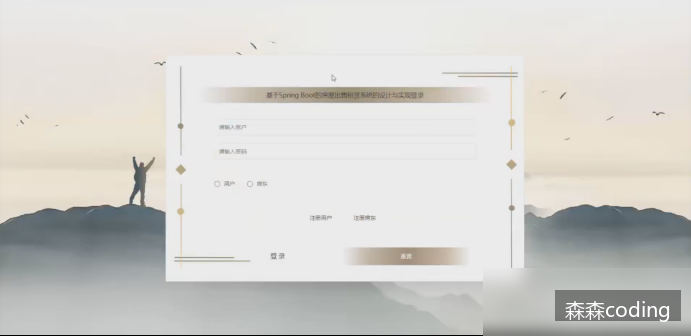 基于Spring Boot的房屋出售租赁系统的设计与实现登录
请输入账户
请输入密码
用户
房东
注册用户
注册房东
登录
重置
森森coding